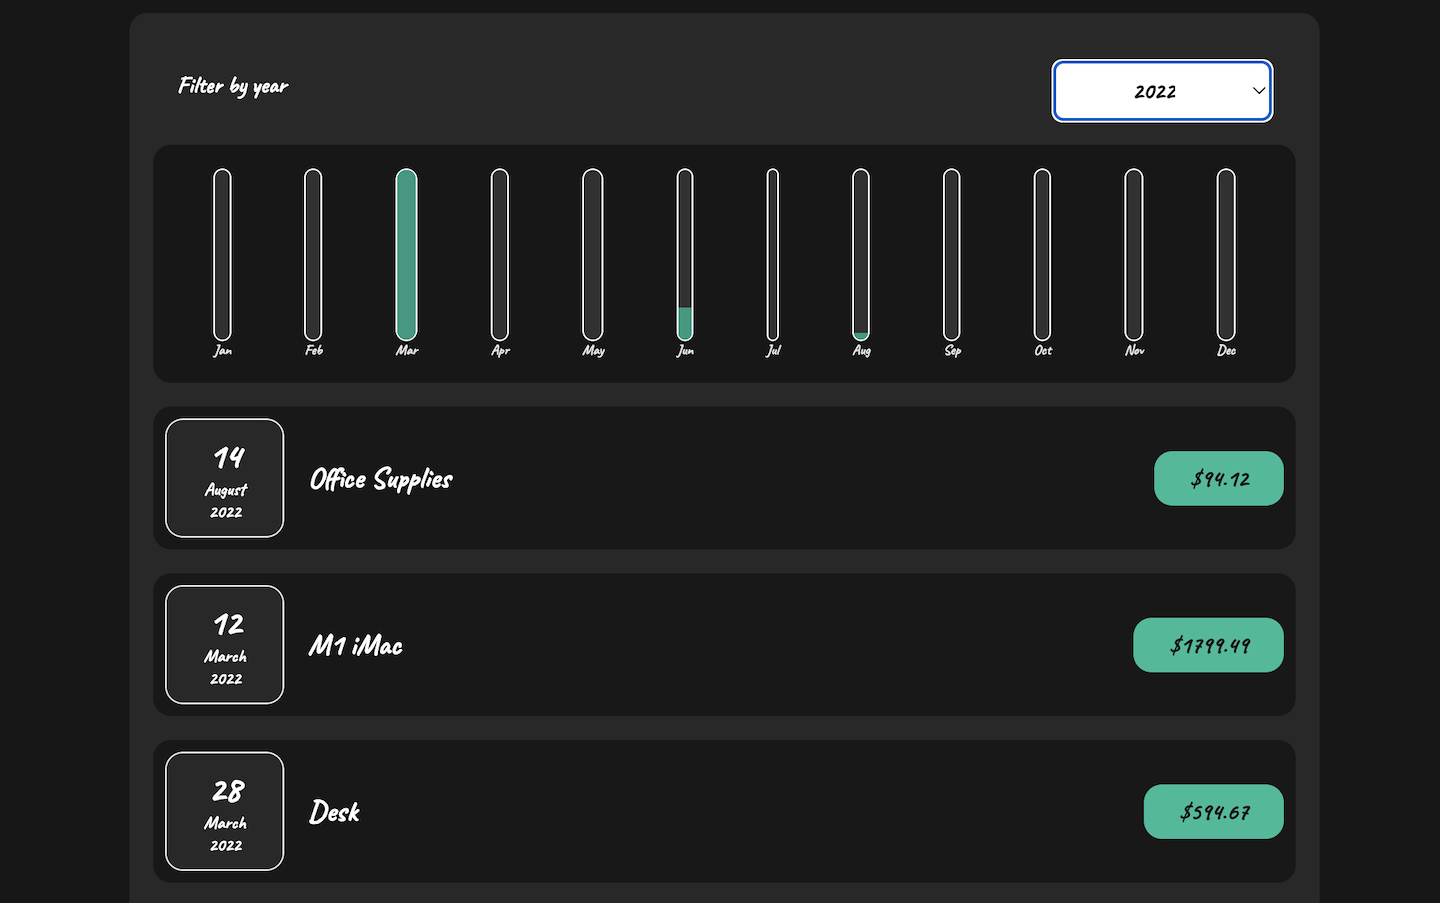 Filter by year
2022
Jan Feb Mar Apr May Jun Jul Aug Sep Oct Nov Dec
14
August
2022
Office Supplies
$94.12
12
March
2022
M1 iMac
$1799.49
28
March
2022
Desk
$594.67